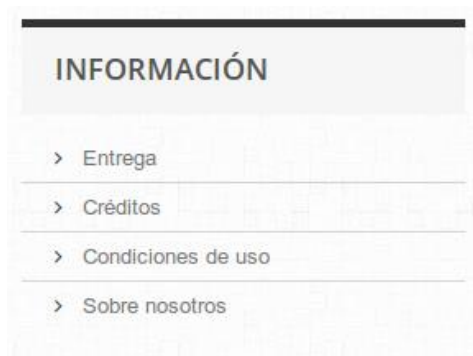 INFORMACIÓN
Entrega
Créditos
Condiciones de uso
Sobre nosotros